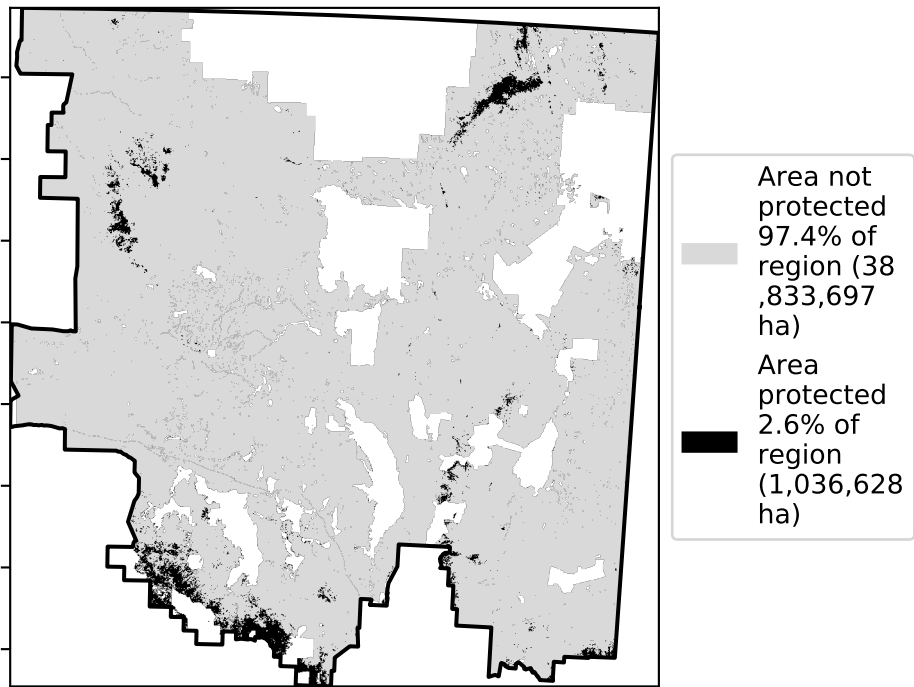 Area not
protected
97.4% of
region (38
,833,697
ha)
Area
protected
2.6% of
region
(1,036,628
ha)